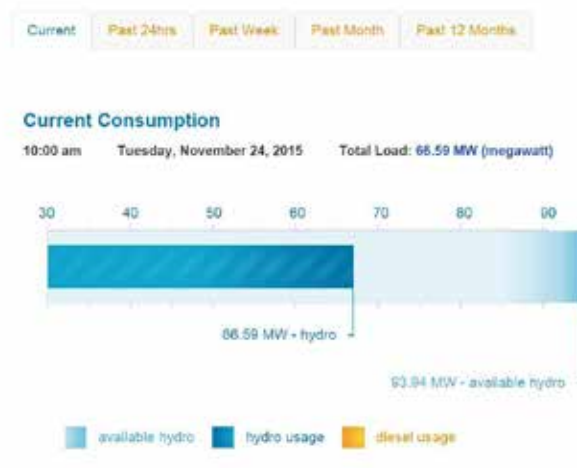 Current Past 24hrs Past Week Past Month Past 12 Months
Current Consumption
10:00 am Tuesday, November 24, 2015 Total Load: 66.59 MW (megawatt)
30 40 50 60 70 80 90
66.59 MW - hydro
93.94 MW - available hydro
available hydro hydro usage diesel usage